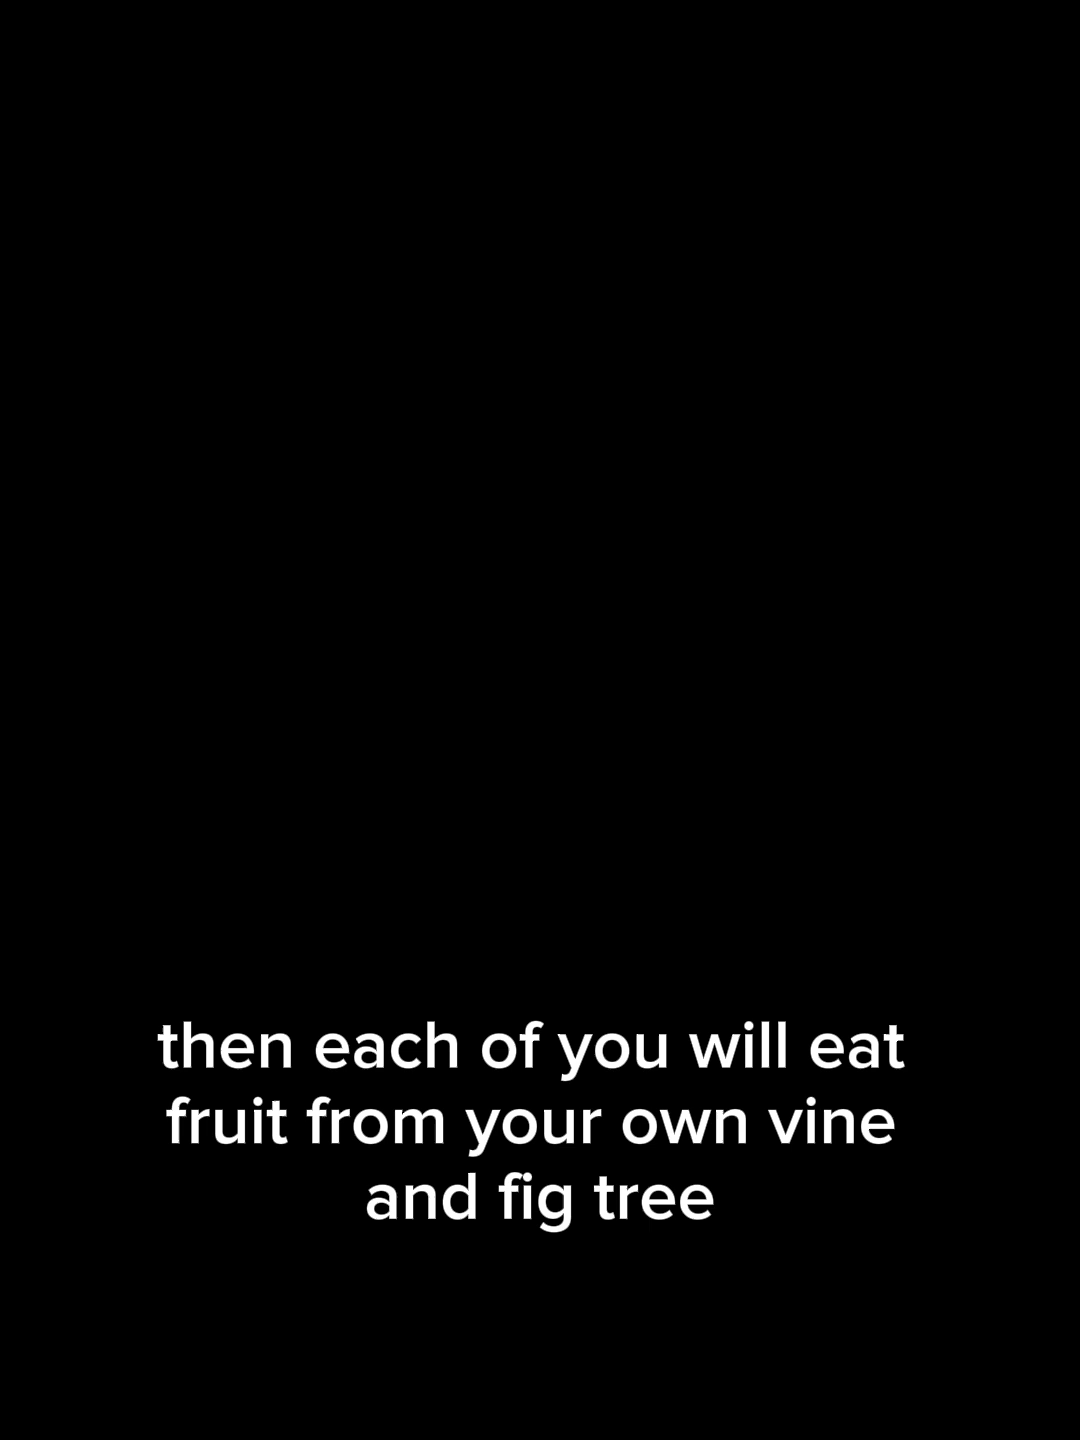 then each of you will eat
fruit from your own vine
and fig tree